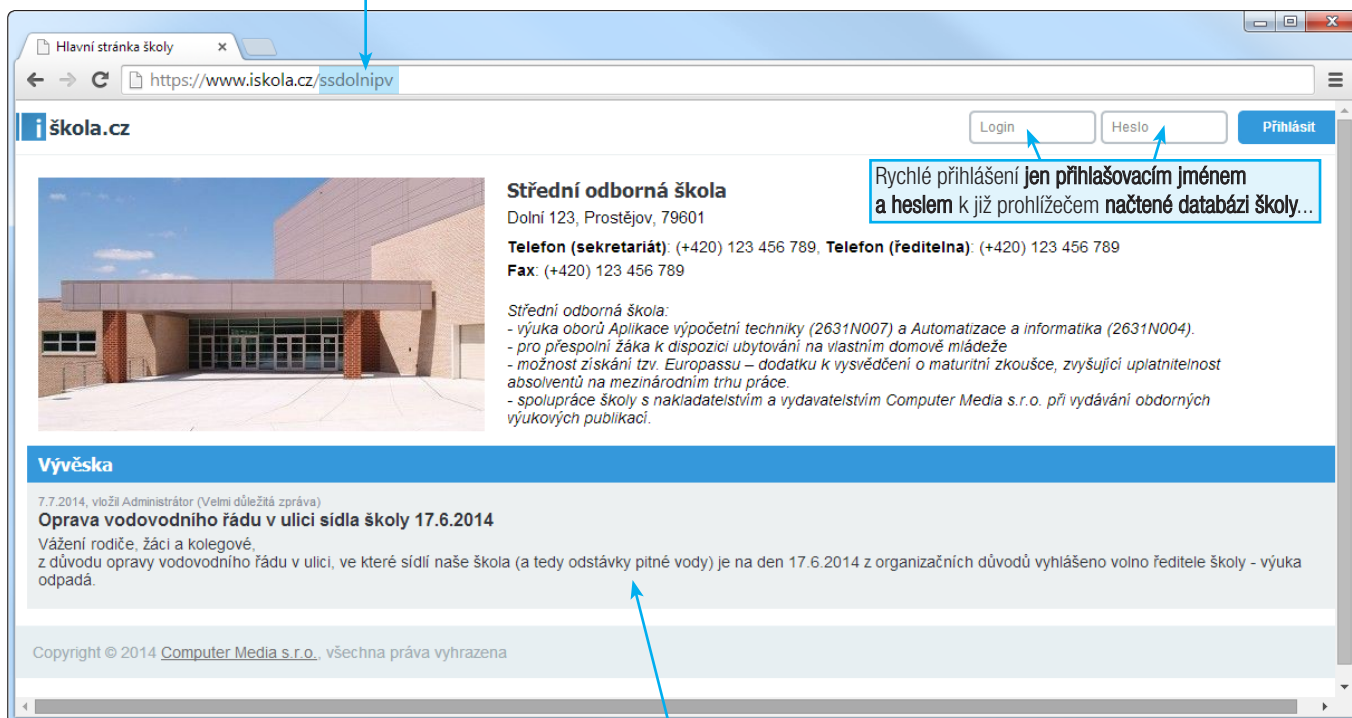 Hlavní stránka školy
https://www.iskola.cz/ssdolnipv
i škola.cz
Login
Heslo
Přihlásit
Rychlé přihlášení jen přihlašovacím jménem
a heslem k již prohlížečem načtené databázi školy...
Střední odborná škola
Dolní 123, Prostějov, 79601
Telefon (sekretariát): (+420) 123 456 789, Telefon (ředitelna): (+420) 123 456 789
Fax: (+420) 123 456 789
Střední odborná škola:
- výuka oborů Aplikace výpočetní techniky (2631N007) a Automatizace a informatika (2631N004).
- pro přespolní žáka k dispozici ubytování na vlastním domově mládeže
- možnost získání tzv. Europassu – dodatku k vysvědčení o maturitní zkoušce, zvyšující uplatnitelnost
absolventů na mezinárodním trhu práce.
- spolupráce školy s nakladatelstvím a vydavatelstvím Computer Media s.r.o. při vydávání obdorných
výukových publikací.
Vývěska
7.7.2014, vložil Administrátor (Velmi důležitá zpráva)
Oprava vodovodního řádu v ulici sídla školy 17.6.2014
Vážení rodiče, žáci a kolegové,
z důvodu opravy vodovodního řádu v ulici, ve které sídlí naše škola (a tedy odstávky pitné vody) je na den 17.6.2014 z organizačních důvodů vyhlášeno volno ředitele školy - výuka
odpadá.
Copyright © 2014 Computer Media s.r.o., všechna práva vyhrazena